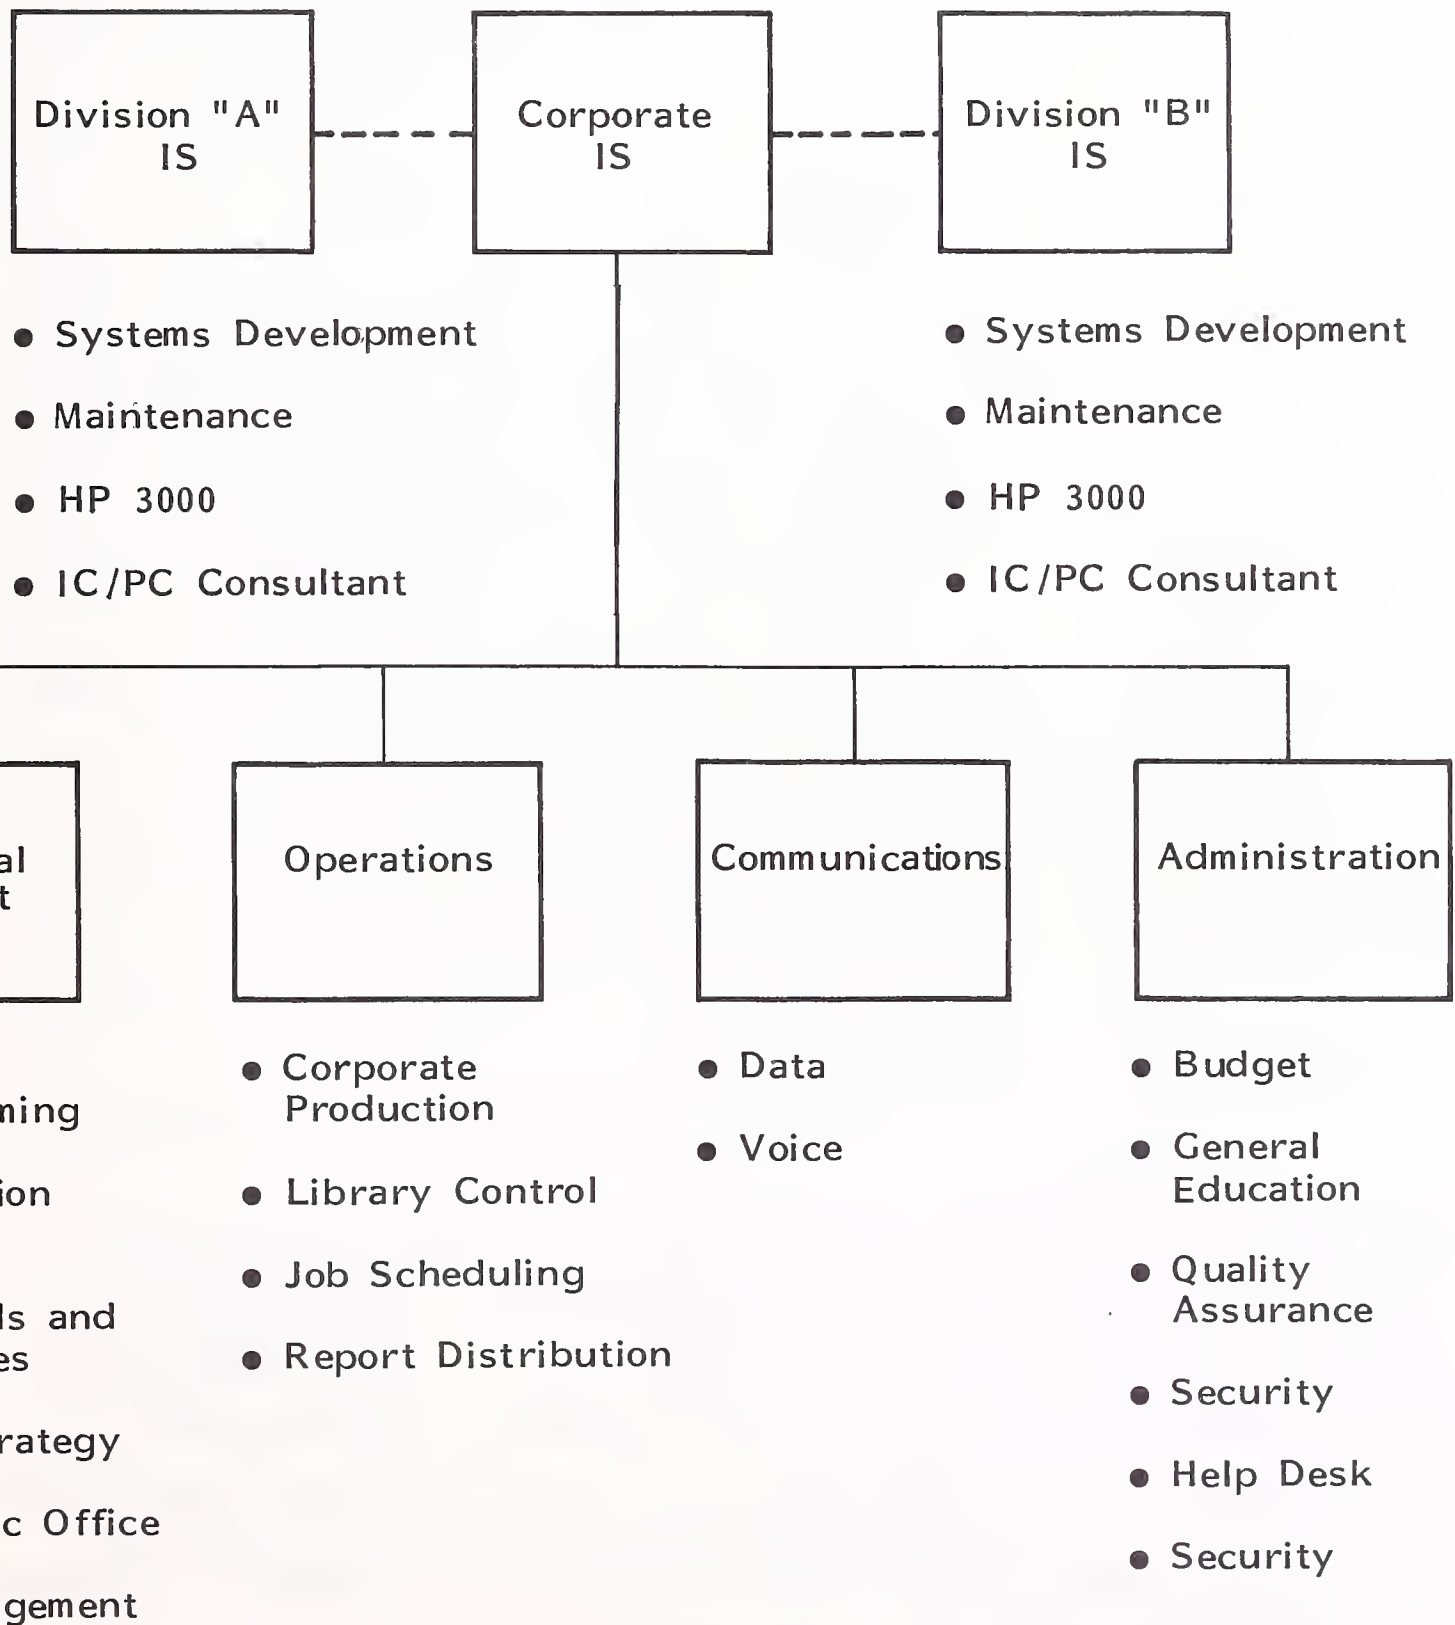 Division "A"
IS
Corporate
IS
Division "B"
IS
● Systems Development
● Maintenance
● HP 3000
● IC/PC Consultant
● Systems Development
● Maintenance
● HP 3000
● IC/PC Consultant
Operations
Communications
Administration
● Corporate
Production
● Library Control
● Job Scheduling
● Report Distribution
● Data
● Voice
● Budget
● General
Education
● Quality
Assurance
● Security
● Help Desk
● Security
and
Office